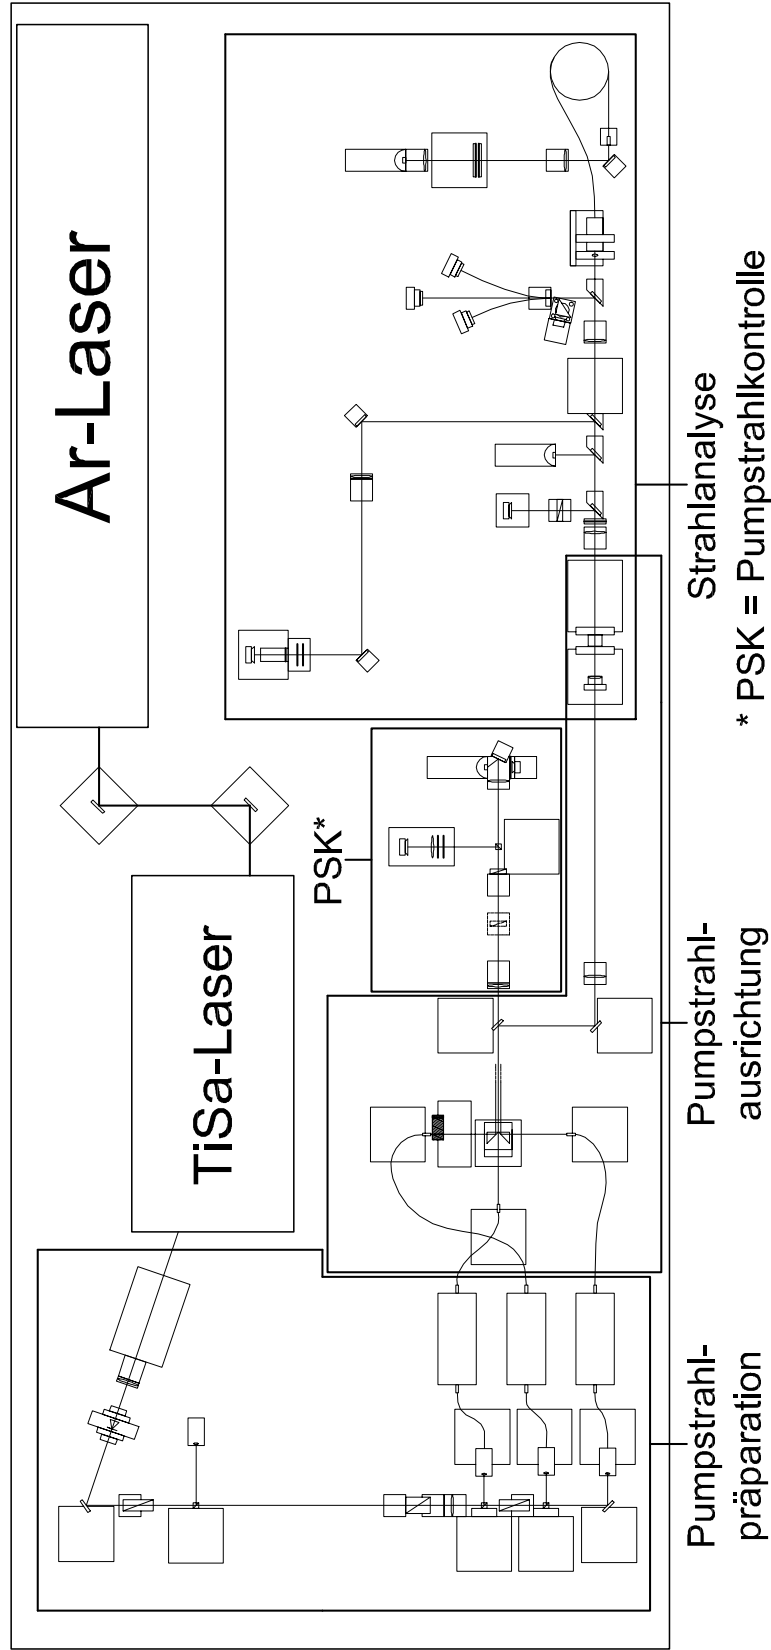 Ar-Laser
TiSa-Laser
PSK*
Pumpstrahl-
präparation
Pumpstrahl-
ausrichtung
Strahlanalyse
* PSK = Pumpstrahlkontrolle